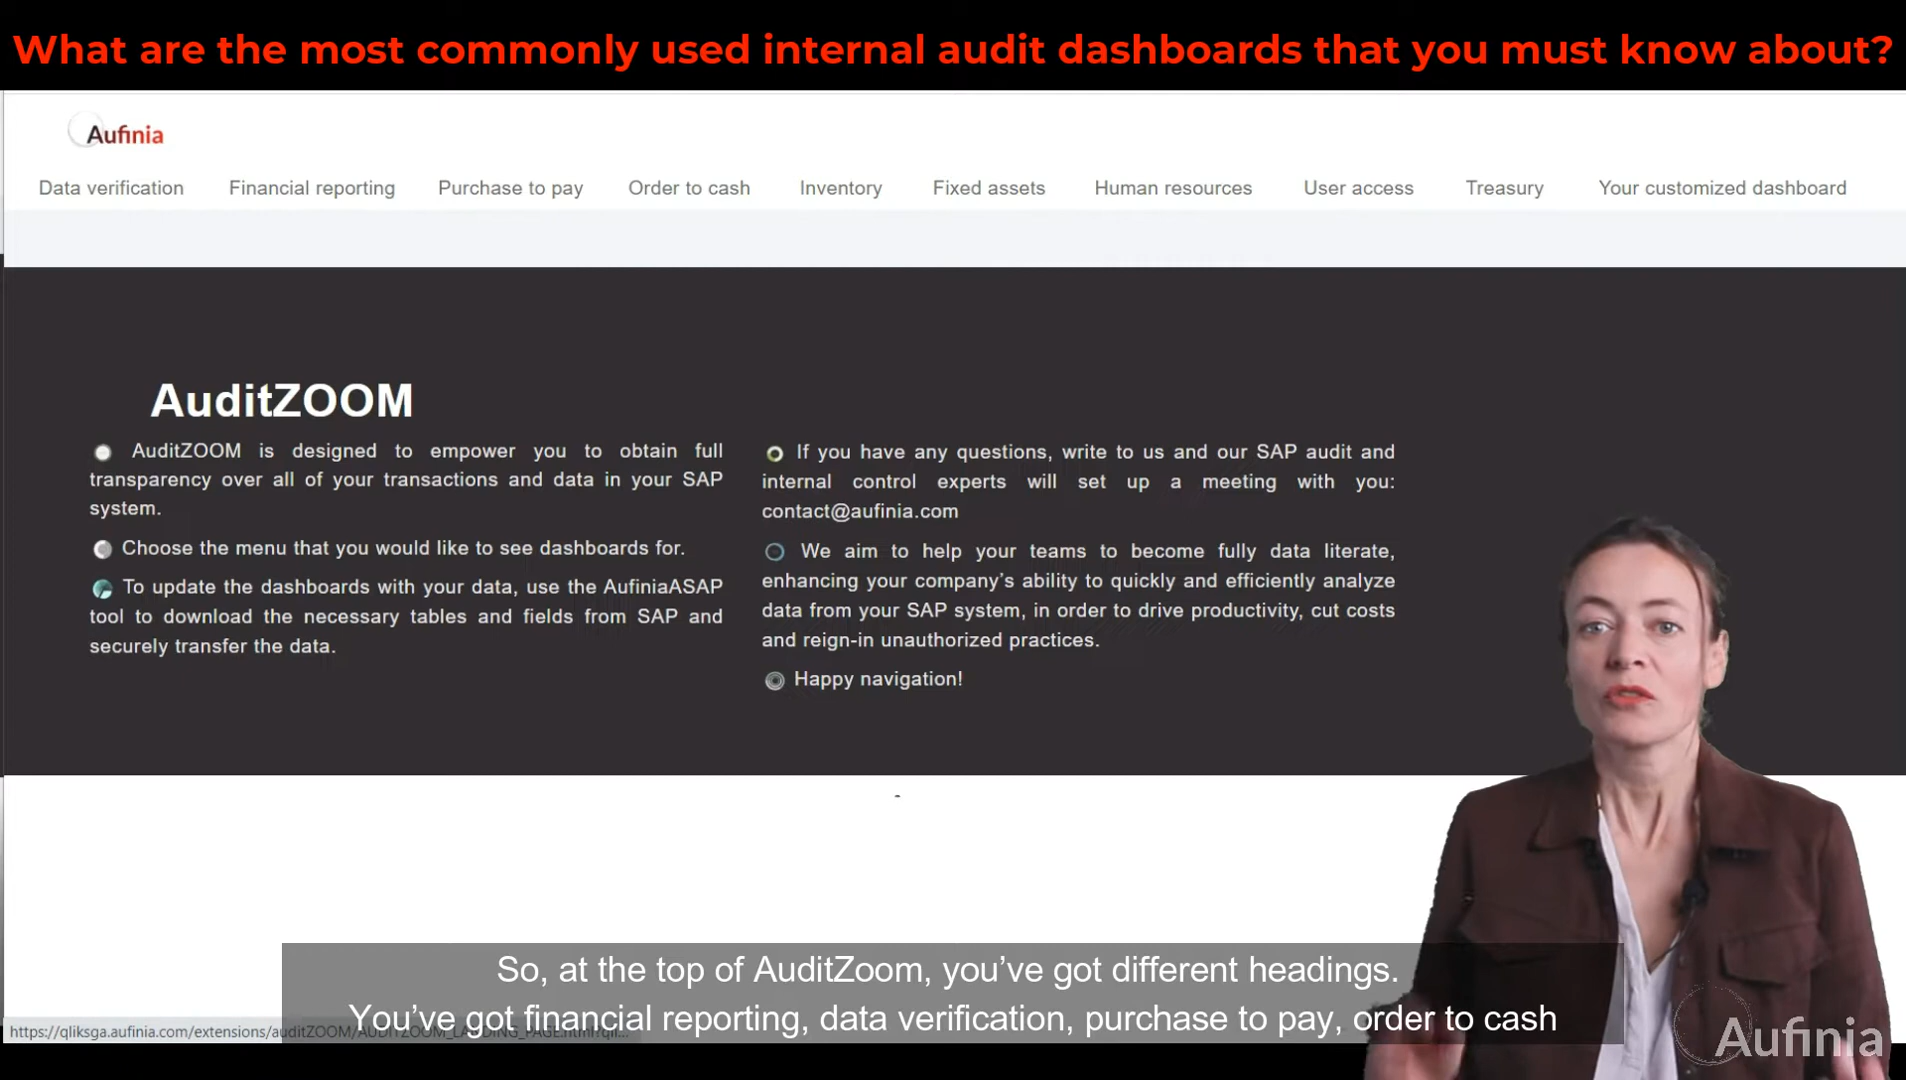 What are the most commonly used internal audit dashboards that you must know about?
Aufinia
Data verification Financial reporting Purchase to pay Order to cash Inventory Fixed assets Human resources User access Treasury Your customized dashboard
AuditZOOM
AuditZOOM is designed to empower you to obtain full
transparency over all of your transactions and data in your SAP
system.
Choose the menu that you would like to see dashboards for.
To update the dashboards with your data, use the AufiniaASAP
tool to download the necessary tables and fields from SAP and
securely transfer the data.
If you have any questions, write to us and our SAP audit and
internal control experts will set up a meeting with you:
contact@aufinia.com
We aim to help your teams to become fully data literate,
enhancing your company's ability to quickly and efficiently analyze
data from your SAP system, in order to drive productivity, cut costs
and reign-in unauthorized practices.
Happy navigation!
-
So, at the top of AuditZoom, you've got different headings.
You've got financial reporting, data verification, purchase to pay, order to cash
https://qliksga.aufinia.com/extensions/auditZOOM/AUDITZOOM_LANDING_PAGE.html?qli...
Aufinia